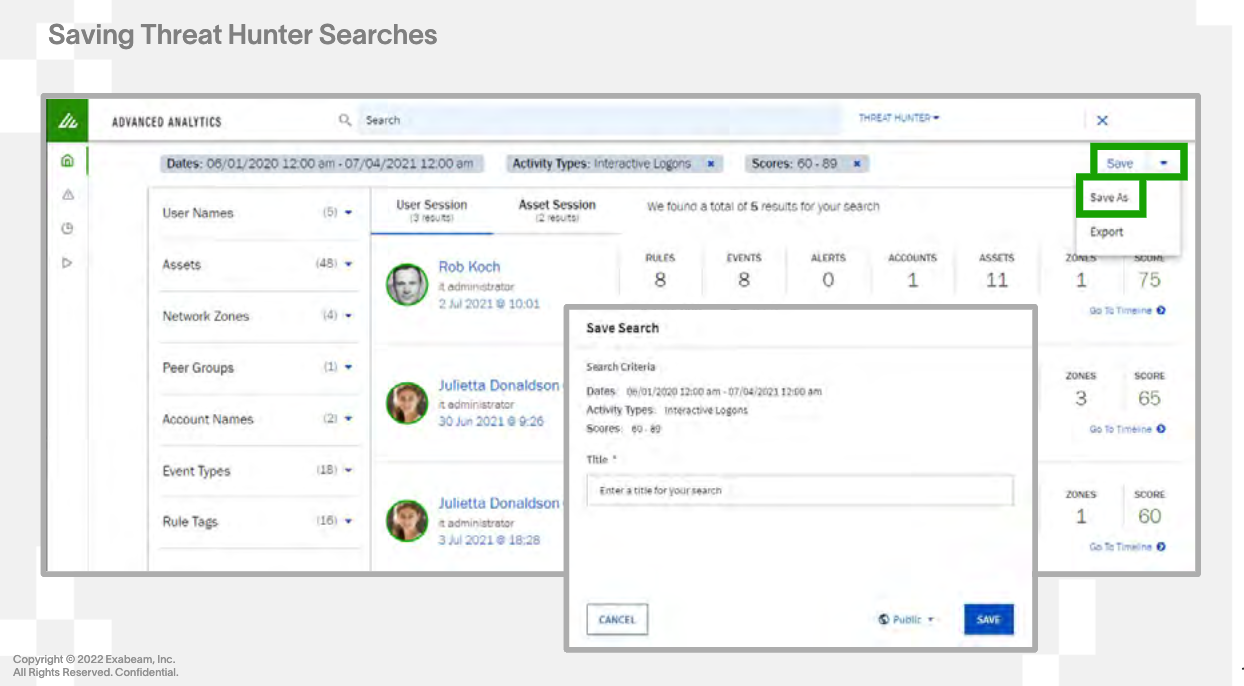 Saving Threat Hunter Searches
ADVANCED ANALYTICS
Search
THREAT HUNTER
Dates: 06/01/2020 12:00 am - 07/04/2021 12:00 am
Activity Types: Interactive Logons ×
Scores: 60 - 89 ×
Save
Save As
Export
User Names (5)
Assets (48)
Network Zones (4)
Peer Groups (1)
Account Names (2)
Event Types (18)
Rule Tags (16)
User Session
(3 results)
Asset Session
(2 results)
We found a total of 5 results for your search
Rob Koch
it administrator
2 Jul 2021 @ 10:01
RULES
8
EVENTS
8
ALERTS
0
ACCOUNTS
1
ASSETS
11
ZONES
1
SCORE
75
Go To Timeline
Julietta Donaldson
it administrator
30 Jun 2021 @ 9:26
ZONES
3
SCORE
65
Go To Timeline
Julietta Donaldson
it administrator
3 Jul 2021 @ 18:28
ZONES
1
SCORE
60
Go To Timeline
Save Search
Search Criteria
Dates: 06/01/2020 12:00 am - 07/04/2021 12:00 am
Activity Types: Interactive Logons
Scores: 60 - 89
Title *
Enter a title for your search
CANCEL
Public
SAVE
Copyright © 2022 Exabeam, Inc.
All Rights Reserved. Confidential.